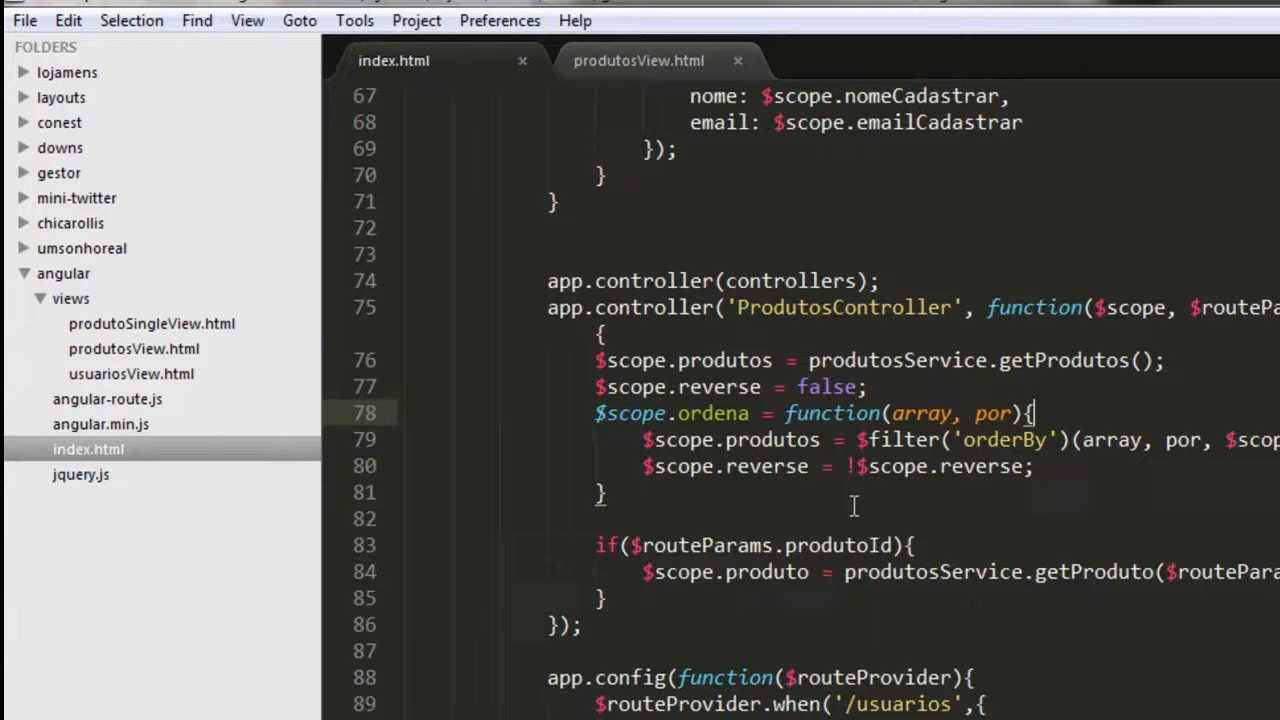 File Edit Selection Find View Goto Tools Project Preferences Help
FOLDERS
lojamens
layouts
conest
downs
gestor
mini-twitter
chicarollis
umsonhoreal
angular
views
produtoSingleView.html
produtosView.html
usuariosView.html
angular-route.js
angular.min.js
index.html
jquery.js
index.html × produtosView.html ×
67 nome: $scope.nomeCadastrar,
68 email: $scope.emailCadastrar
69 });
70 }
71 }
72
73
74 app.controller(controllers);
75 app.controller('ProdutosController', function($scope, $routePa
{
76 $scope.produtos = produtosService.getProdutos();
77 $scope.reverse = false;
78 $scope.ordena = function(array, por){
79 $scope.produtos = $filter('orderBy')(array, por, $scop
80 $scope.reverse = !$scope.reverse;
81 }
82
83 if($routeParams.produtoId){
84 $scope.produto = produtosService.getProduto($routePara
85 }
86 });
87
88 app.config(function($routeProvider){
89 $routeProvider.when('/usuarios',{